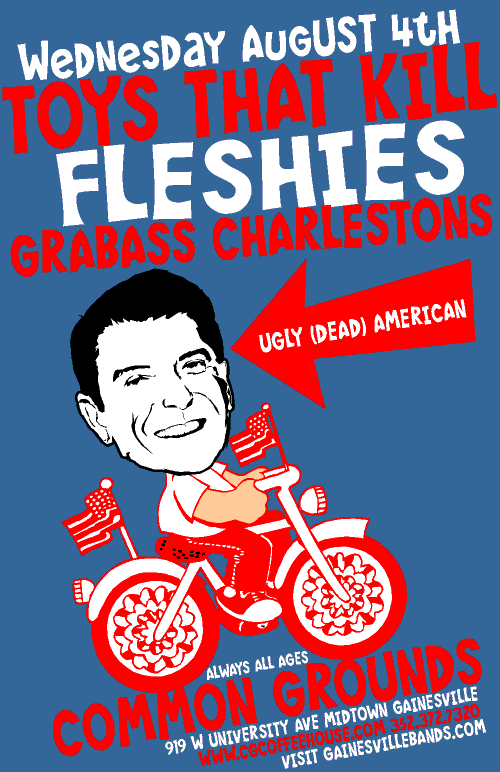 WEDNESDAY AUGUST 4TH
TOYS THAT KILL
FLESHIES
GRABASS CHARLESTONS
UGLY (DEAD) AMERICAN
ALWAYS ALL AGES
COMMON GROUNDS
919 W UNIVERSITY AVE MIDTOWN GAINESVILLE
WWW.CGCOFFEEHOUSE.COM 352.372.7320
VISIT GAINESVILLEBANDS.COM